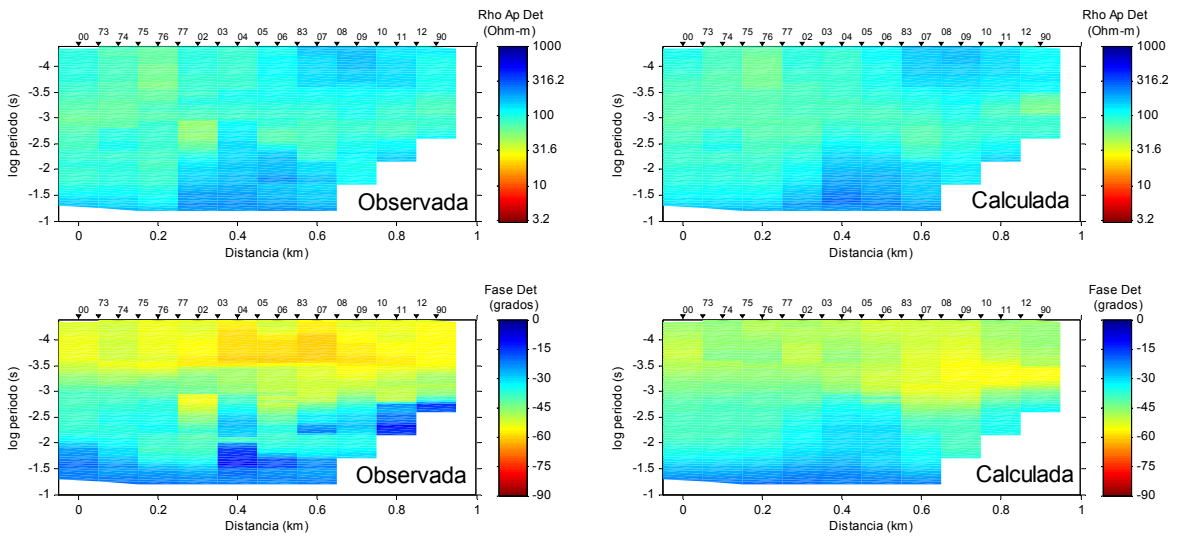 Rho Ap Det
(Ohm-m)
00 73 74 75 76 77 02 03 04 05 06 83 07 08 09 10 11 12 90
-4
-3.5
-3
-2.5
-2
-1.5
-1
log periodo (s)
Observada
0 0.2 0.4 0.6 0.8 1
Distancia (km)
1000
316.2
100
31.6
10
3.2
Rho Ap Det
(Ohm-m)
00 73 74 75 76 77 02 03 04 05 06 83 07 08 09 10 11 12 90
-4
-3.5
-3
-2.5
-2
-1.5
-1
log periodo (s)
Calculada
0 0.2 0.4 0.6 0.8 1
Distancia (km)
1000
316.2
100
31.6
10
3.2
Fase Det
(grados)
00 73 74 75 76 77 02 03 04 05 06 83 07 08 09 10 11 12 90
-4
-3.5
-3
-2.5
-2
-1.5
-1
log periodo (s)
Observada
0 0.2 0.4 0.6 0.8 1
Distancia (km)
0
-15
-30
-45
-60
-75
-90
Fase Det
(grados)
00 73 74 75 76 77 02 03 04 05 06 83 07 08 09 10 11 12 90
-4
-3.5
-3
-2.5
-2
-1.5
-1
log periodo (s)
Calculada
0 0.2 0.4 0.6 0.8 1
Distancia (km)
0
-15
-30
-45
-60
-75
-90